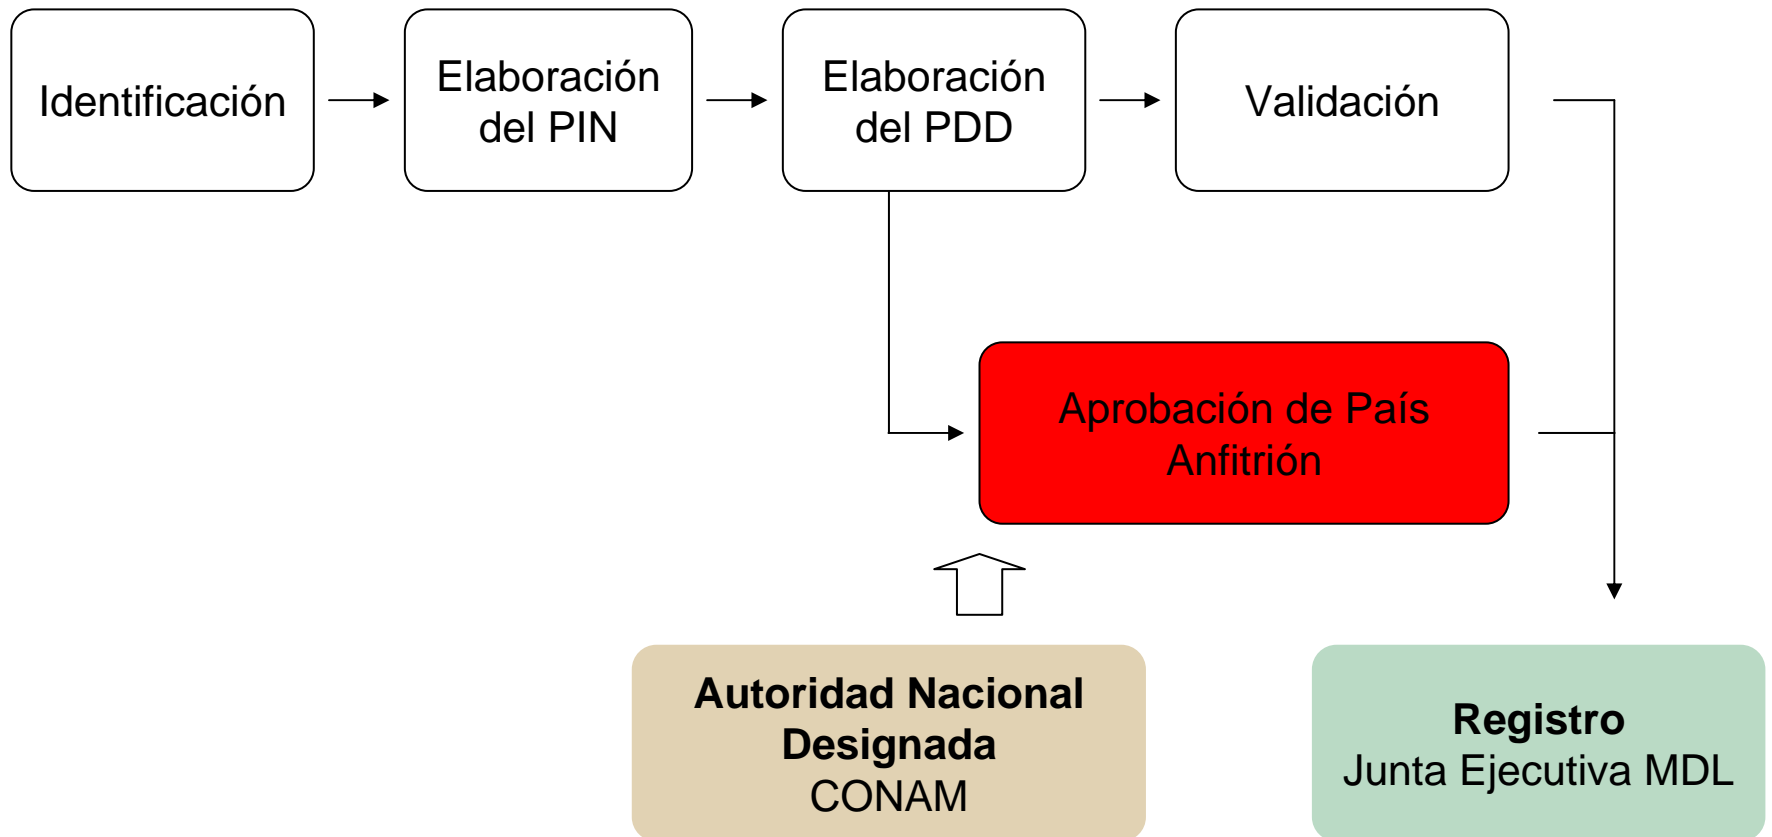 Identificación
Elaboración
del PIN
Elaboración
del PDD
Validación
Aprobación de País
Anfitrión
Autoridad Nacional
Designada
CONAM
Registro
Junta Ejecutiva MDL